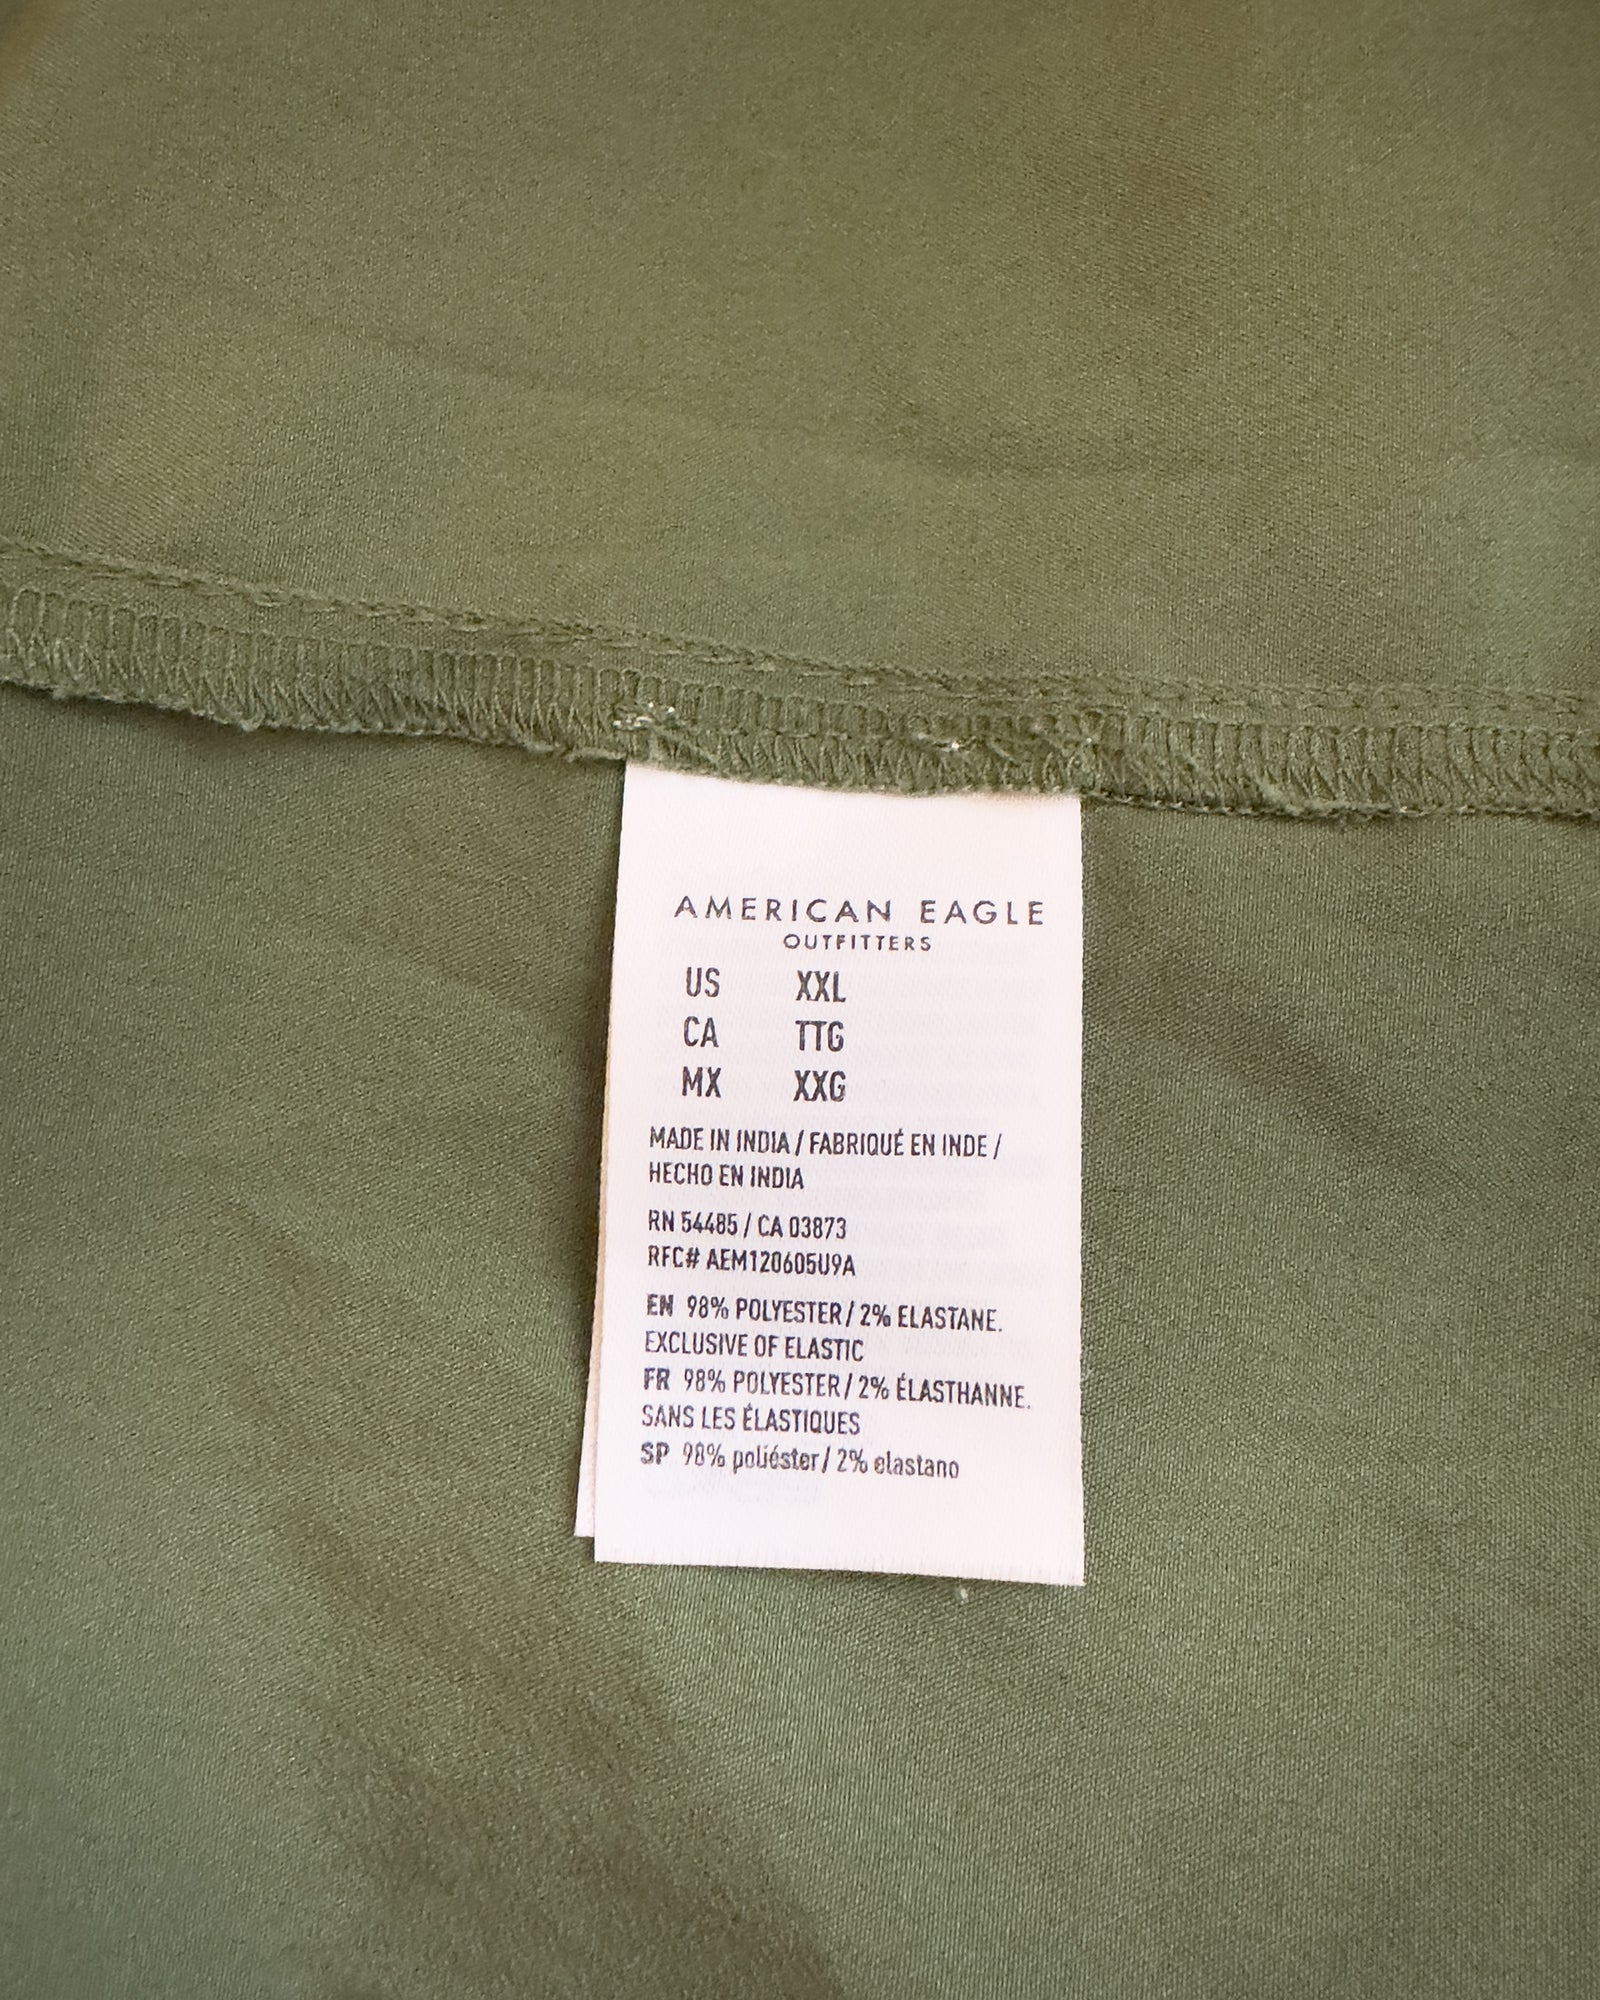 AMERICAN EAGLE
OUTFITTERS
US XXL
CA TTG
MX XXG
MADE IN INDIA / FABRIQUÉ EN INDE /
HECHO EN INDIA
RN 54485 / CA 03873
RFC# AEM120605U9A
EN 98% POLYESTER / 2% ELASTANE.
EXCLUSIVE OF ELASTIC
FR 98% POLYESTER / 2% ÉLASTHANNE.
SANS LES ÉLASTIQUES
SP 98% poliéster / 2% elastano